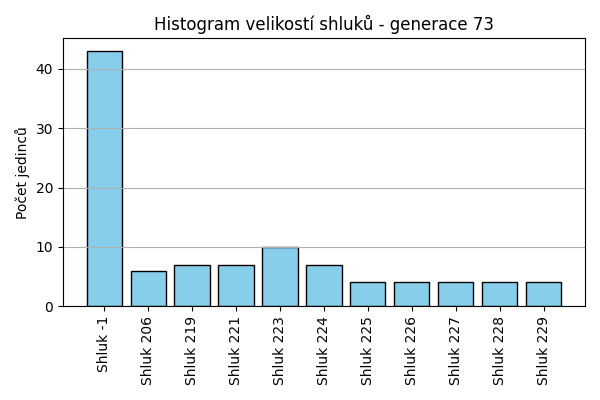 Histogram velikostí shluků - generace 73
Počet jedinců
40
30
20
10
0
Shluk -1
Shluk 206
Shluk 219
Shluk 221
Shluk 223
Shluk 224
Shluk 225
Shluk 226
Shluk 227
Shluk 228
Shluk 229